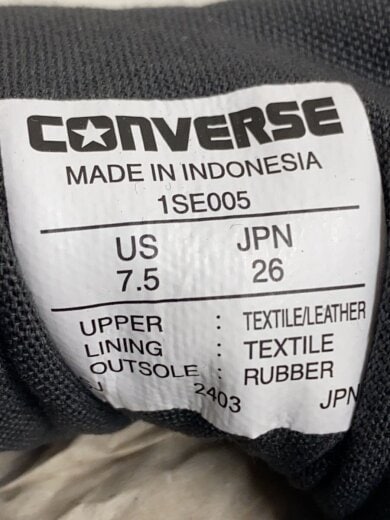 CONVERSE
MADE IN INDONESIA
1SE005
US JPN
7.5 26
UPPER : TEXTILE/LEATHER
LINING : TEXTILE
OUTSOLE : RUBBER
2403 JPN